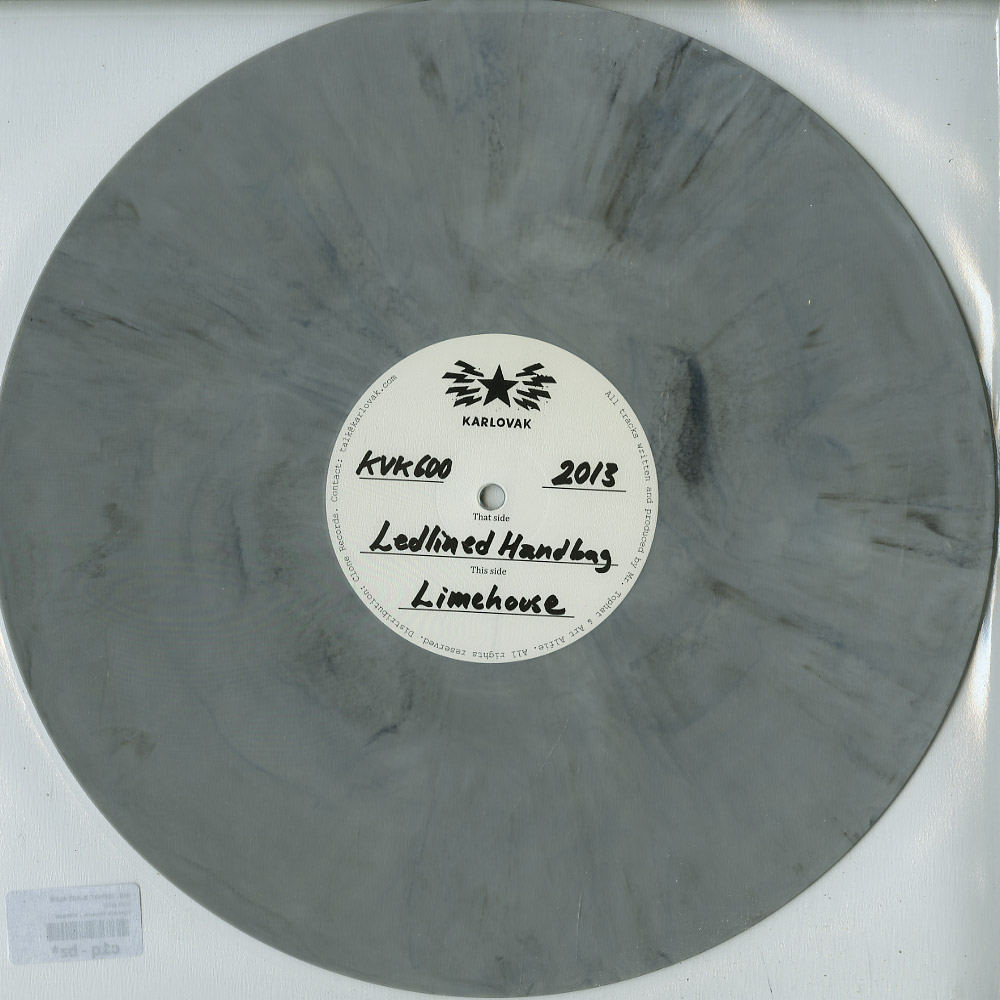 KARLOVAK
KVK600
2013
That side
Ledlined Handbag
This side
Limehouse
All tracks written and produced by Mr. Tophat & Art Alfie. All rights reserved. Distribution: Clone Records. Contact: talk@karlovak.com